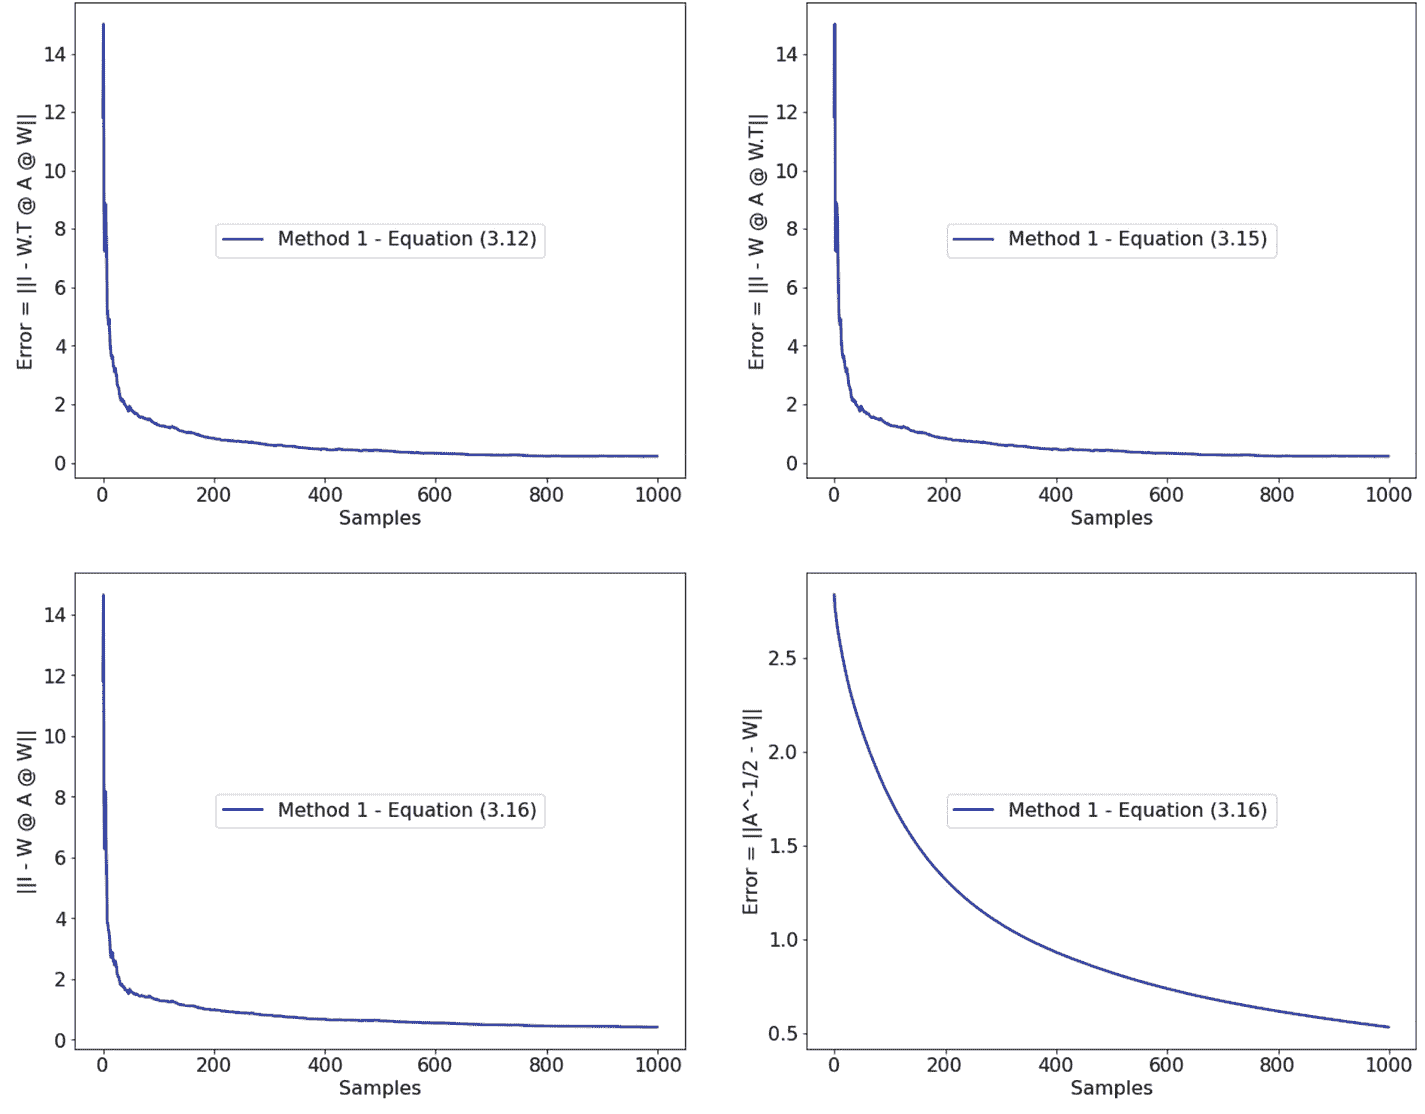 Error = ||I - W.T @ A @ W||
14
12
10
8
6
4
2
0
Method 1 - Equation (3.12)
0 200 400 600 800 1000
Samples
Error = ||I - W @ A @ W.T||
14
12
10
8
6
4
2
0
Method 1 - Equation (3.15)
0 200 400 600 800 1000
Samples
||I - W @ A @ W||
14
12
10
8
6
4
2
0
Method 1 - Equation (3.16)
0 200 400 600 800 1000
Samples
Error = ||A^-1/2 - W||
2.5
2.0
1.5
1.0
0.5
Method 1 - Equation (3.16)
0 200 400 600 800 1000
Samples